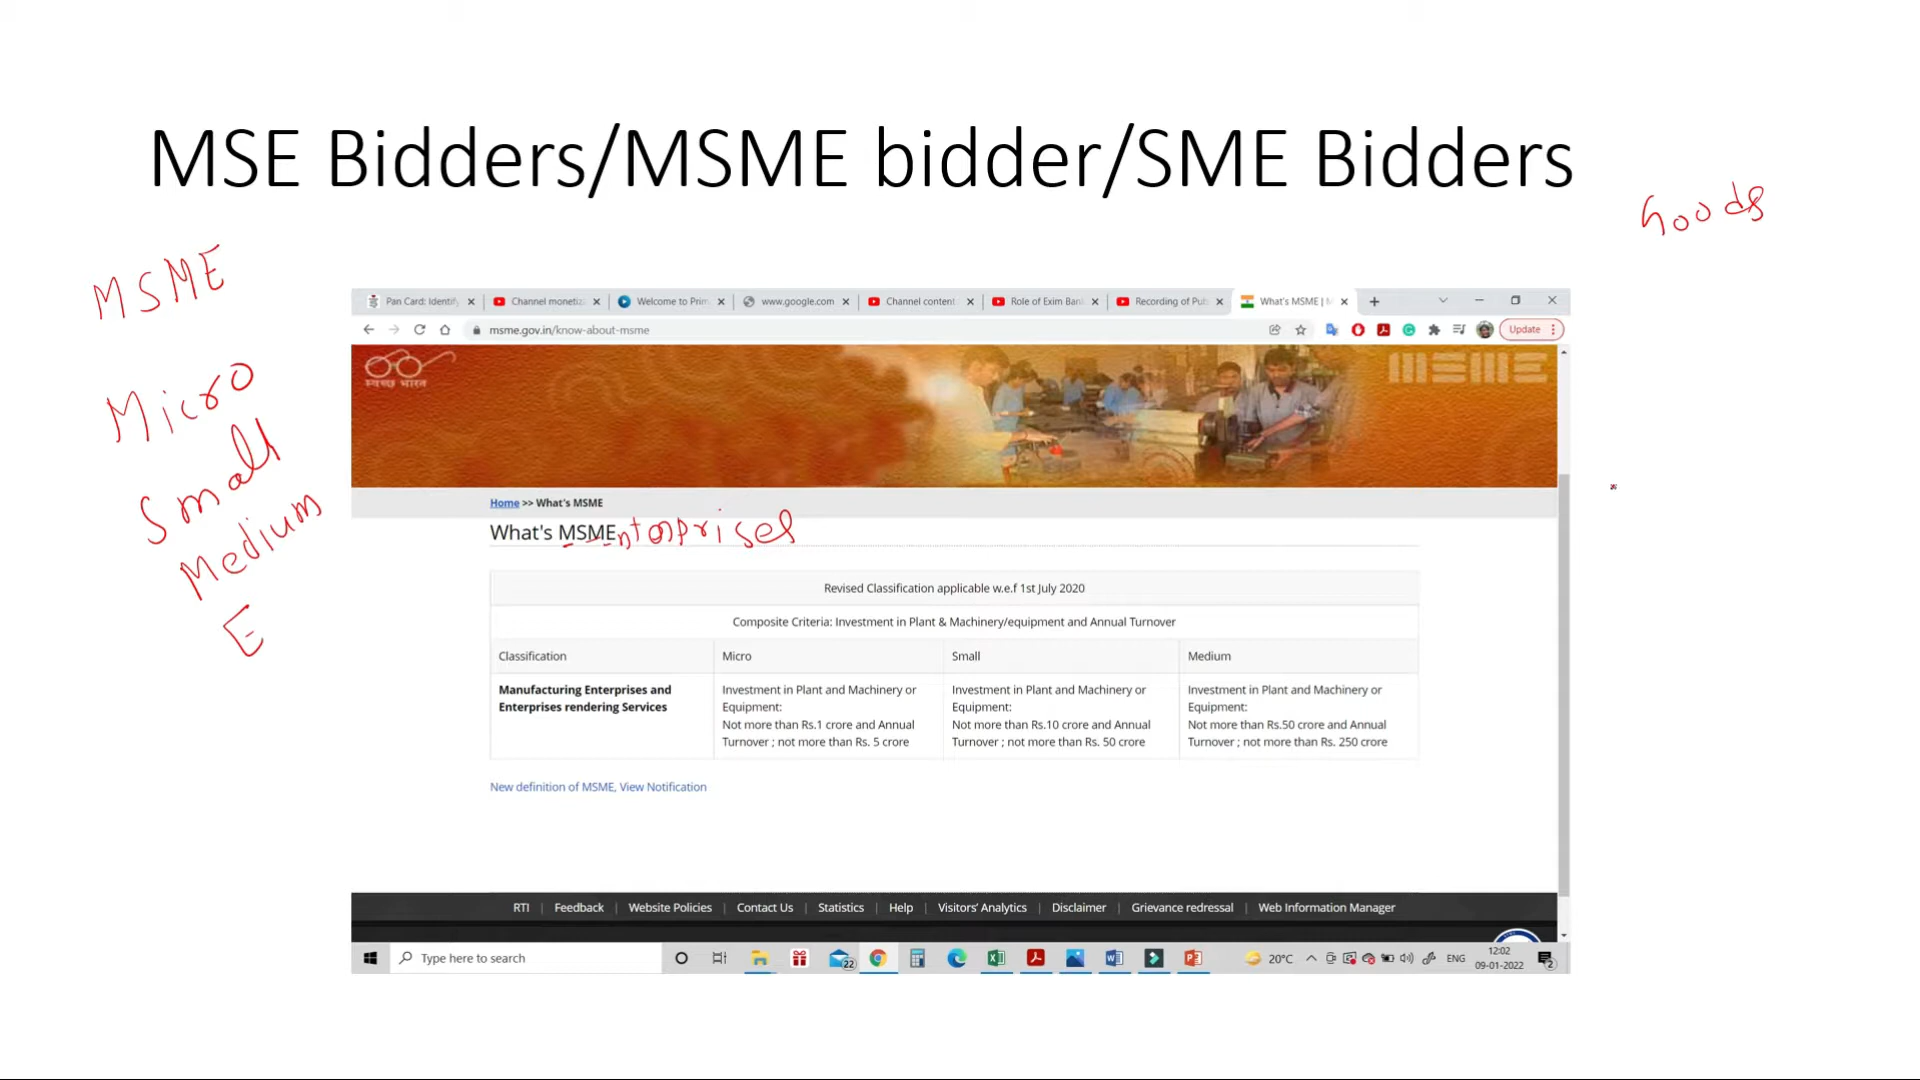 MSE Bidders/MSME bidder/SME Bidders
Goods
MSME
Micro
Small
Medium
E
Pan Card: Identify
Channel monetiz
Welcome to Prim
www.google.com
Channel content
Role of Exim Ban
Recording of Pub
What's MSME | M
msme.gov.in/know-about-msme
Update
स्वच्छ भारत
MSME
Home >> What's MSME
What's MSME
nterprises
Revised Classification applicable w.e.f 1st July 2020
Composite Criteria: Investment in Plant & Machinery/equipment and Annual Turnover
Classification Micro Small Medium
Manufacturing Enterprises and
Enterprises rendering Services
Investment in Plant and Machinery or
Equipment:
Not more than Rs.1 crore and Annual
Turnover ; not more than Rs. 5 crore
Investment in Plant and Machinery or
Equipment:
Not more than Rs.10 crore and Annual
Turnover ; not more than Rs. 50 crore
Investment in Plant and Machinery or
Equipment:
Not more than Rs.50 crore and Annual
Turnover ; not more than Rs. 250 crore
New definition of MSME, View Notification
RTI | Feedback | Website Policies | Contact Us | Statistics | Help | Visitors' Analytics | Disclaimer | Grievance redressal | Web Information Manager
Type here to search
22
20°C
ENG
12:02
09-01-2022
2